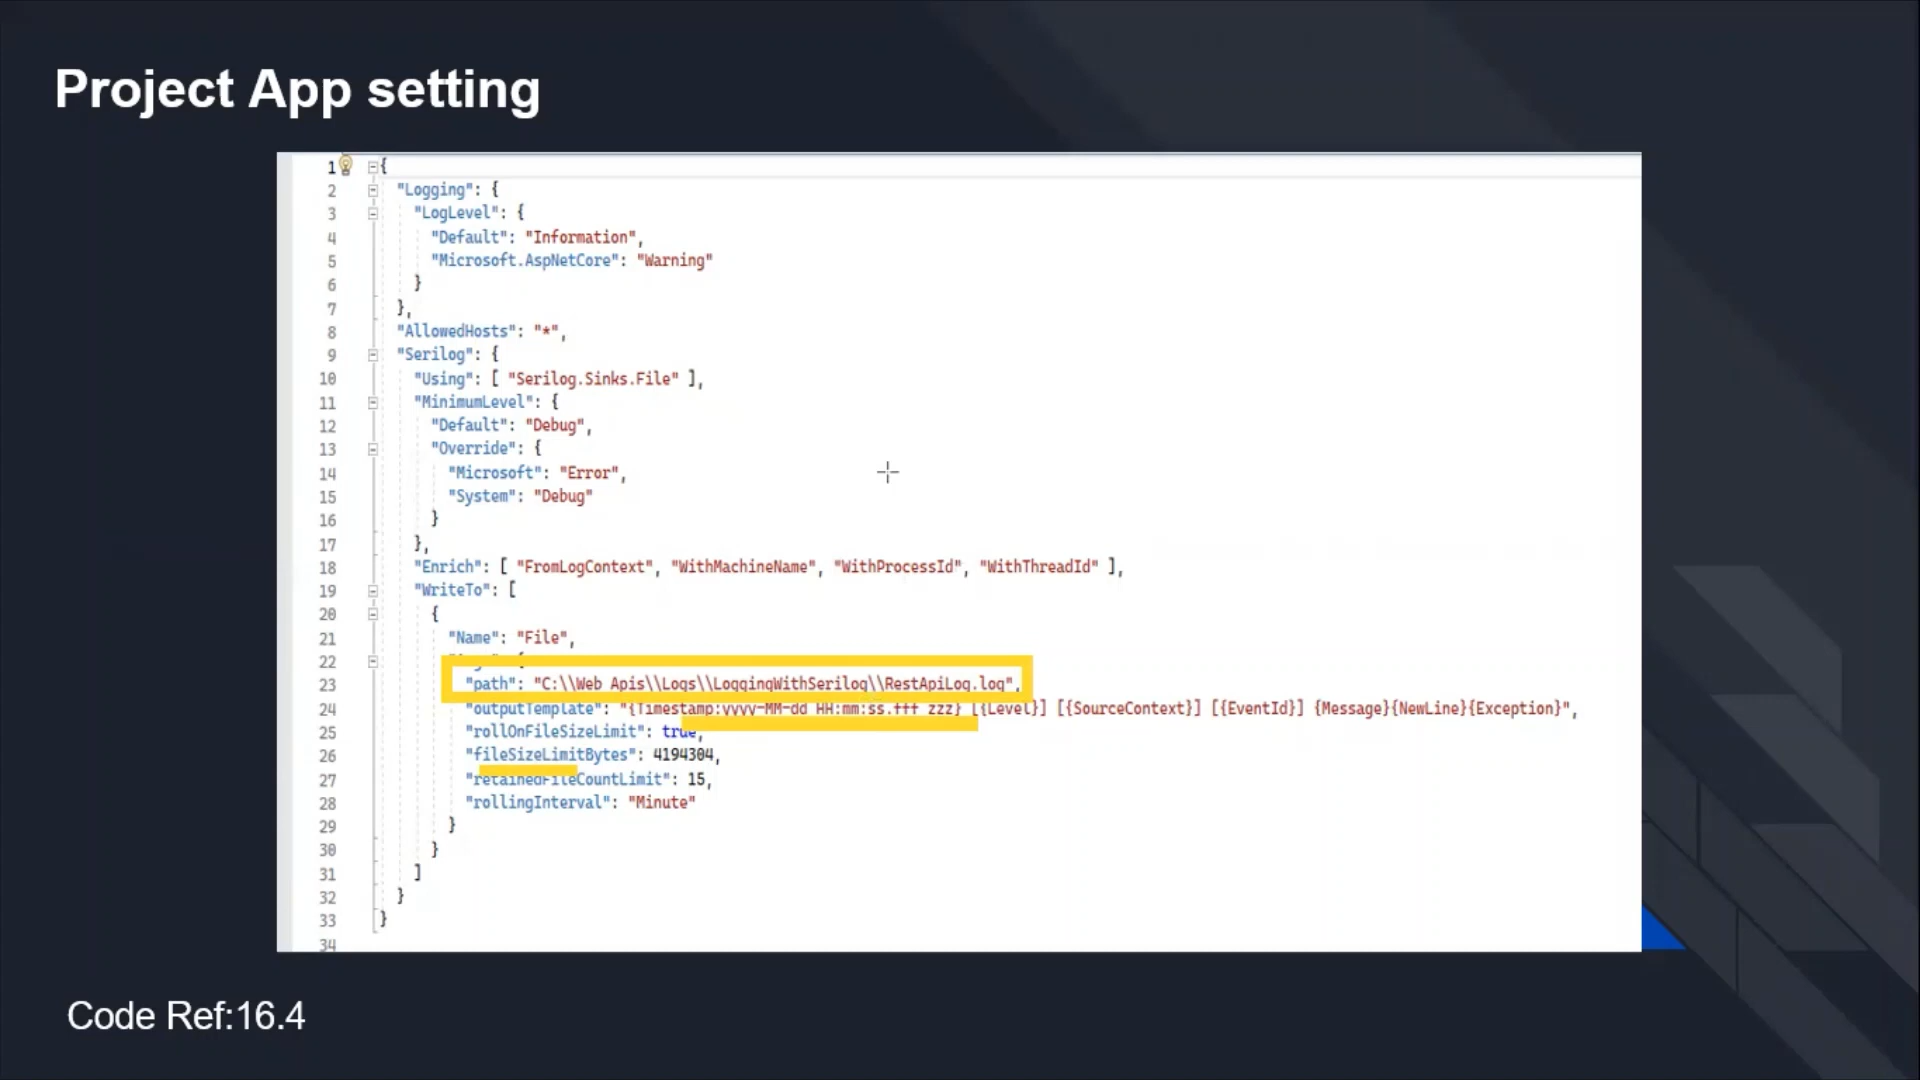 Project App setting
1 {
2 "Logging": {
3 "LogLevel": {
4 "Default": "Information",
5 "Microsoft.AspNetCore": "Warning"
6 }
7 },
8 "AllowedHosts": "*",
9 "Serilog": {
10 "Using": [ "Serilog.Sinks.File" ],
11 "MinimumLevel": {
12 "Default": "Debug",
13 "Override": {
14 "Microsoft": "Error",
15 "System": "Debug"
16 }
17 },
18 "Enrich": [ "FromLogContext", "WithMachineName", "WithProcessId", "WithThreadId" ],
19 "WriteTo": [
20 {
21 "Name": "File",
22
23 "path": "C:\\Web Apis\\Logs\\LoggingWithSerilog\\RestApiLog.log",
24 "outputTemplate": "{Timestamp:yyyy-MM-dd HH:mm:ss.fff zzz} [{Level}] [{SourceContext}] [{EventId}] {Message}{NewLine}{Exception}",
25 "rollOnFileSizeLimit": true,
26 "fileSizeLimitBytes": 4194304,
27 "retainedFileCountLimit": 15,
28 "rollingInterval": "Minute"
29 }
30 }
31 ]
32 }
33 }
34
Code Ref:16.4